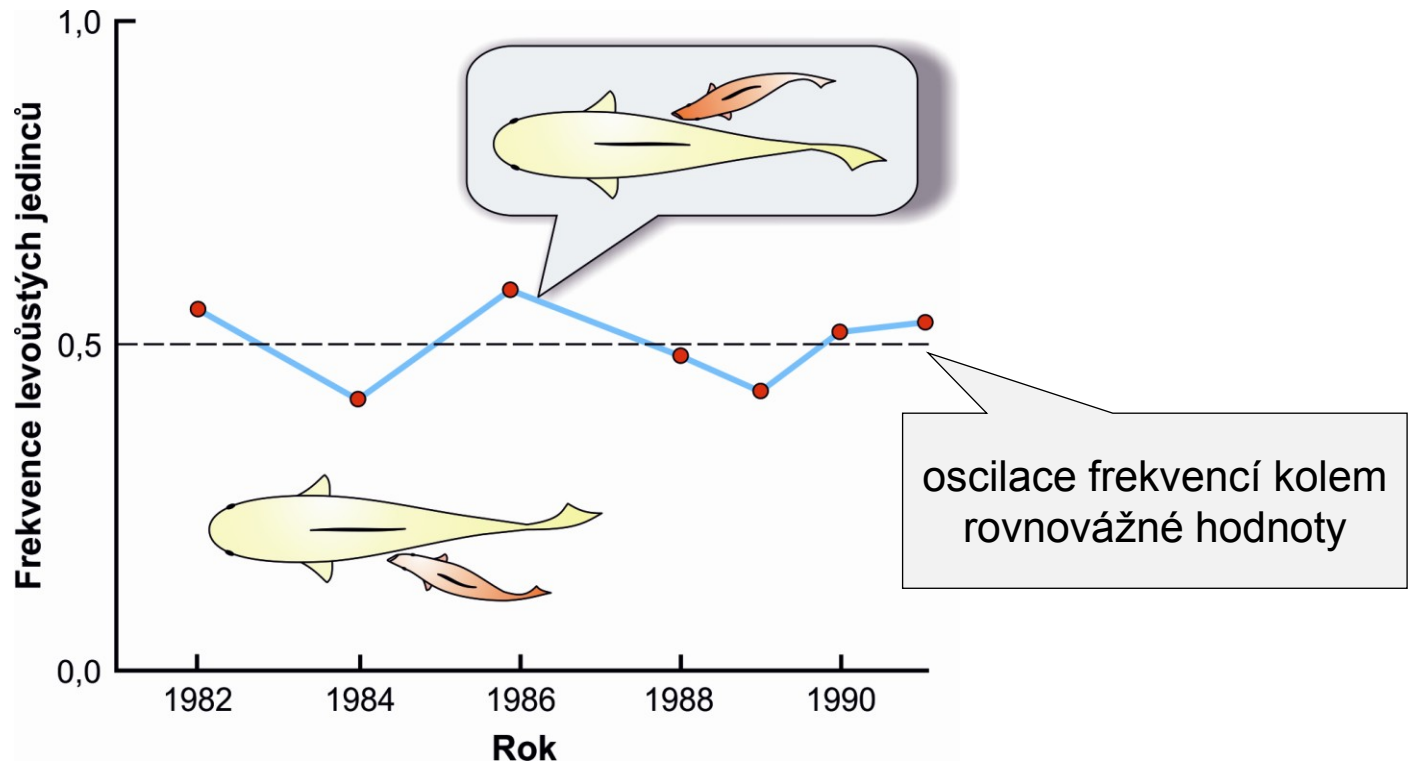 1,0
Frekvence levoústých jedinců
0,5
oscilace frekvencí kolem
rovnovážné hodnoty
0,0
1982 1984 1986 1988 1990
Rok